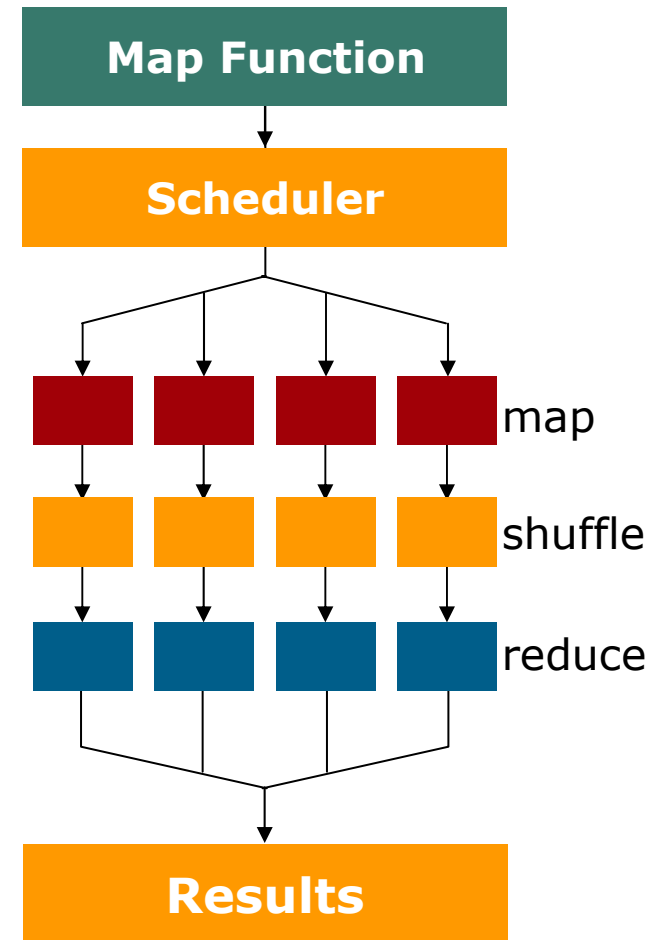 Map Function
Scheduler
map
shuffle
reduce
Results